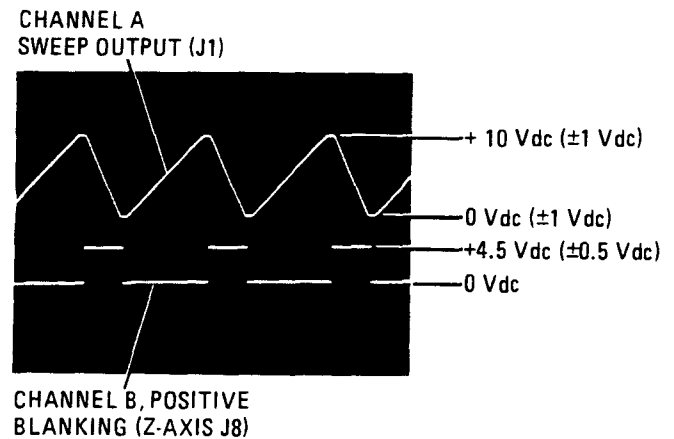 CHANNEL A
SWEEP OUTPUT (J1)
+ 10 Vdc (±1 Vdc)
0 Vdc (±1 Vdc)
+4.5 Vdc (±0.5 Vdc)
0 Vdc
CHANNEL B, POSITIVE
BLANKING (Z-AXIS J8)